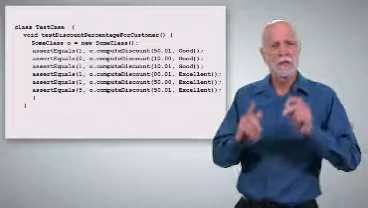 class TestCase {
void testDiscountPercentageForCustomer() {
SomeClass o = new SomeClass();
assertEquals( o.computeDiscount( Good));
assertEquals( o.computeDiscount( Good));
assertEquals( o.computeDiscount( Good));
assertEquals( o.computeDiscount( Excellent));
assertEquals( o.computeDiscount( Excellent));
assertEquals( o.computeDiscount( Excellent));
}
}